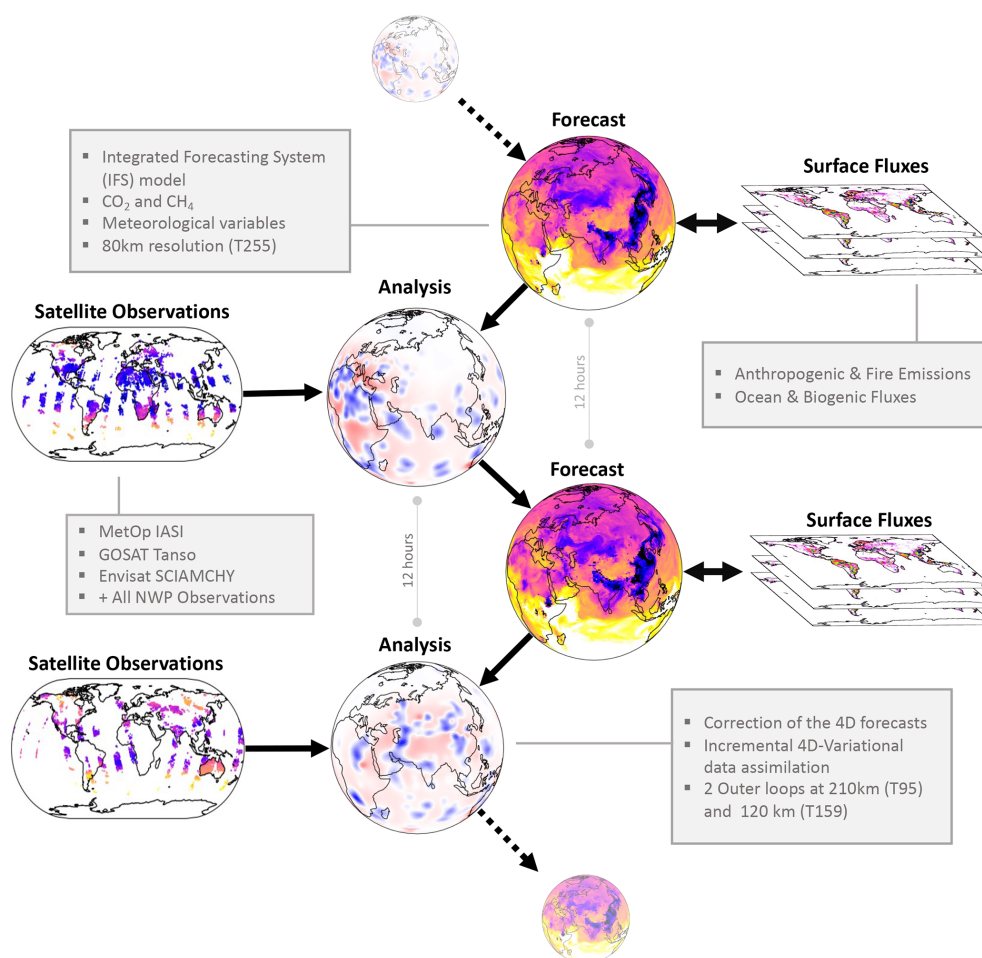 Forecast
Surface Fluxes
▪ Integrated Forecasting System
(IFS) model
▪ CO₂ and CH₄
▪ Meteorological variables
▪ 80km resolution (T255)
Analysis
Satellite Observations
12 hours
▪ Anthropogenic & Fire Emissions
▪ Ocean & Biogenic Fluxes
Forecast
Surface Fluxes
▪ MetOp IASI
▪ GOSAT Tanso
▪ Envisat SCIAMCHY
▪ + All NWP Observations
12 hours
Analysis
Satellite Observations
▪ Correction of the 4D forecasts
▪ Incremental 4D-Variational
data assimilation
▪ 2 Outer loops at 210km (T95)
and 120 km (T159)